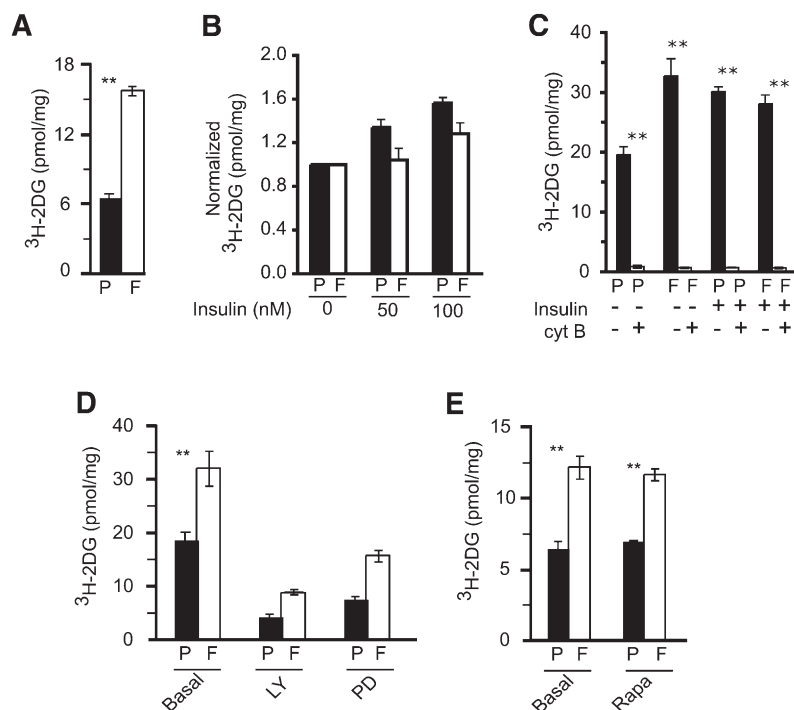 A
³H-2DG (pmol/mg)
18
12
6
0
**
P F
B
Normalized
³H-2DG (pmol/mg)
2.0
1.6
1.2
0.8
0.4
0.0
P F P F P F
Insulin (nM) 0 50 100
C
³H-2DG (pmol/mg)
40
30
20
10
0
** ** ** **
P P F F P P F F
Insulin - - - - + + + +
cyt B - + - + - + - +
D
³H-2DG (pmol/mg)
40
30
20
10
0
**
P F P F P F
Basal LY PD
E
³H-2DG (pmol/mg)
15
10
5
0
** **
P F P F
Basal Rapa